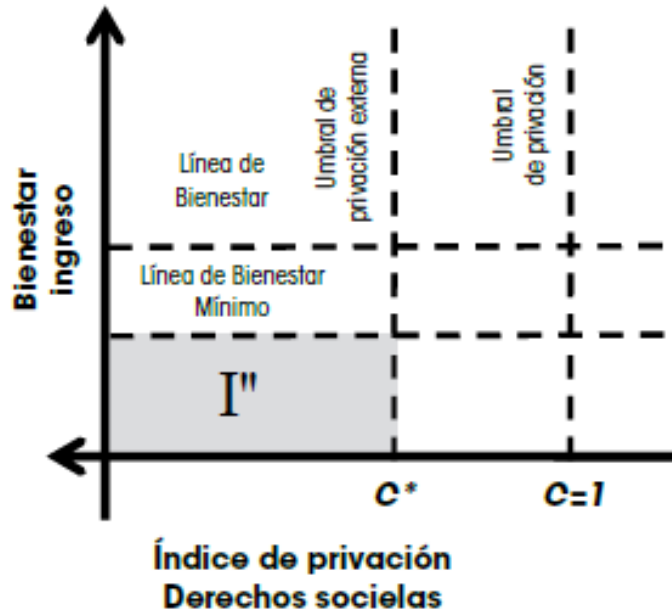 Bienestar
ingreso
Línea de
Bienestar
Umbral de
privación externa
Umbral
de privación
Línea de Bienestar
Mínimo
I"
C*
C=1
Índice de privación
Derechos socielas